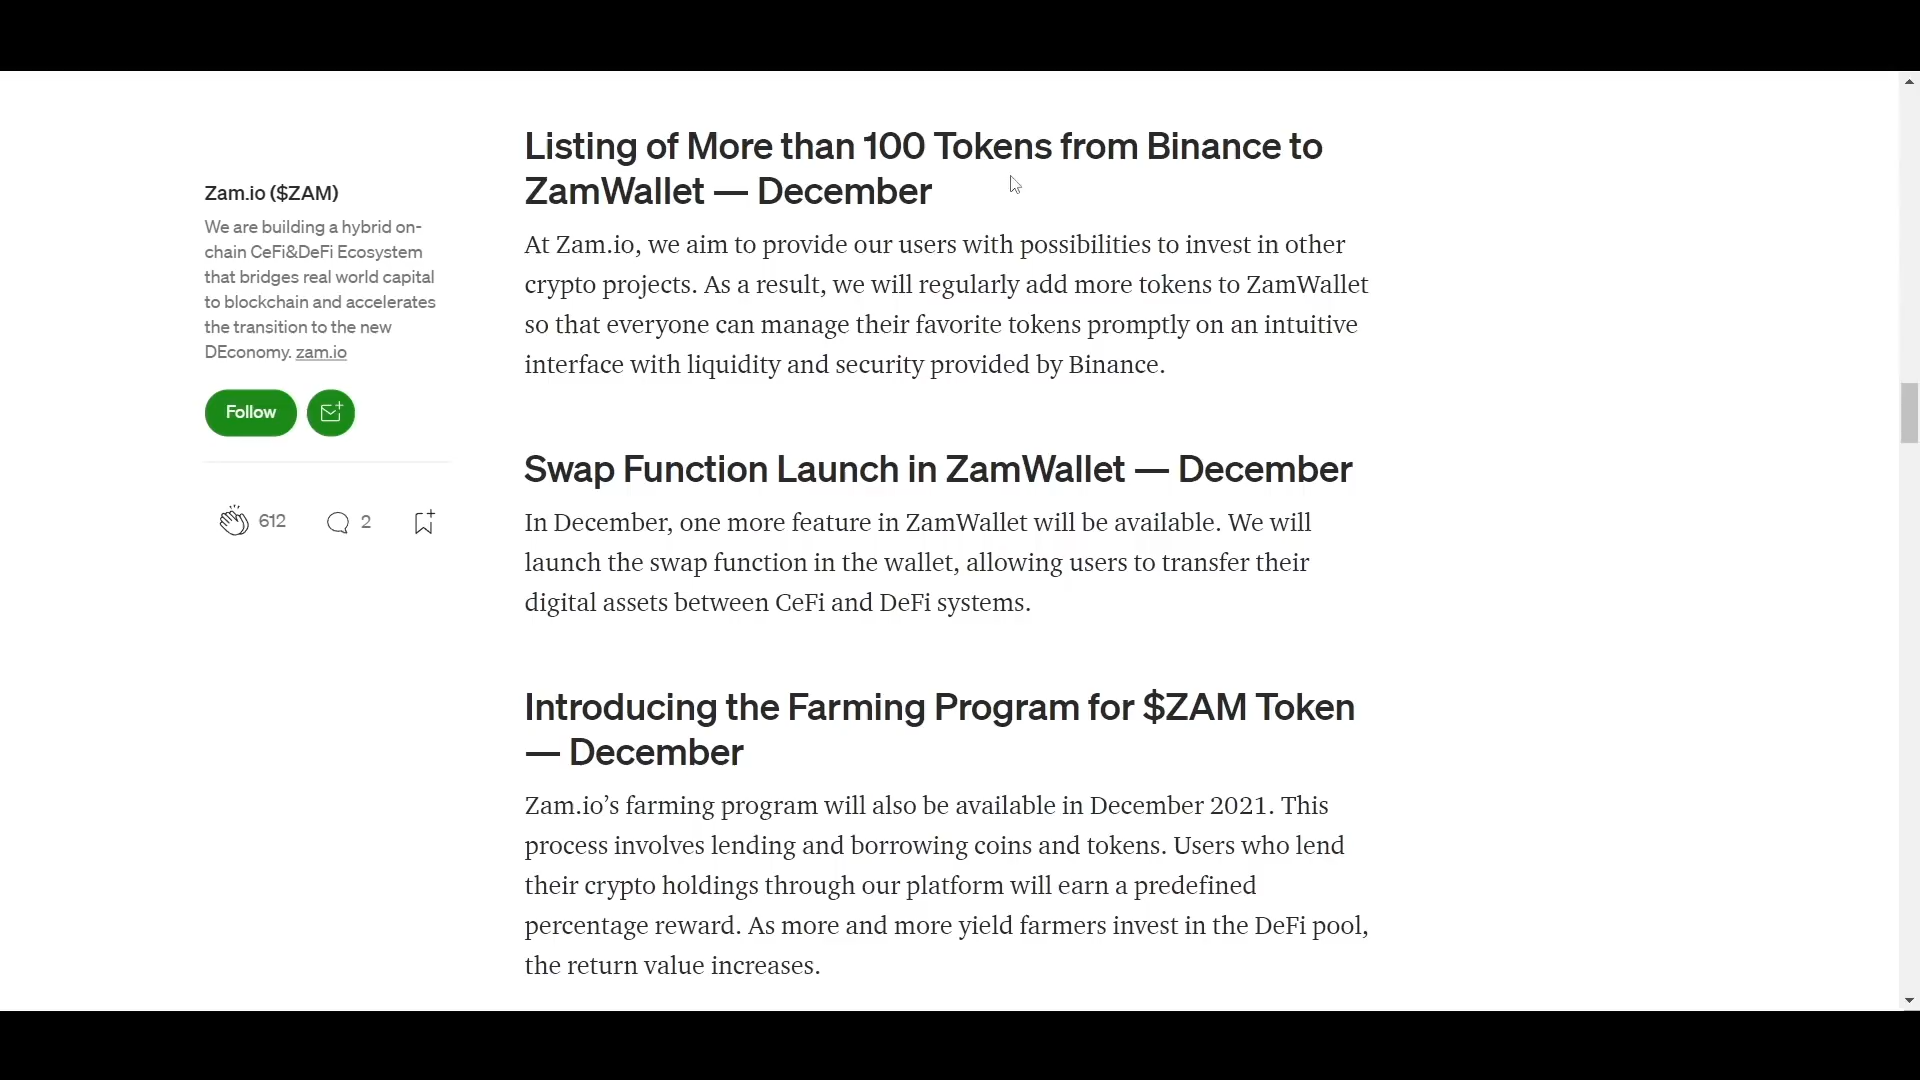 Zam.io ($ZAM)
We are building a hybrid on-
chain CeFi&DeFi Ecosystem
that bridges real world capital
to blockchain and accelerates
the transition to the new
DEconomy. zam.io
Follow
612
2
Listing of More than 100 Tokens from Binance to
ZamWallet — December
At Zam.io, we aim to provide our users with possibilities to invest in other
crypto projects. As a result, we will regularly add more tokens to ZamWallet
so that everyone can manage their favorite tokens promptly on an intuitive
interface with liquidity and security provided by Binance.
Swap Function Launch in ZamWallet — December
In December, one more feature in ZamWallet will be available. We will
launch the swap function in the wallet, allowing users to transfer their
digital assets between CeFi and DeFi systems.
Introducing the Farming Program for $ZAM Token
— December
Zam.io’s farming program will also be available in December 2021. This
process involves lending and borrowing coins and tokens. Users who lend
their crypto holdings through our platform will earn a predefined
percentage reward. As more and more yield farmers invest in the DeFi pool,
the return value increases.